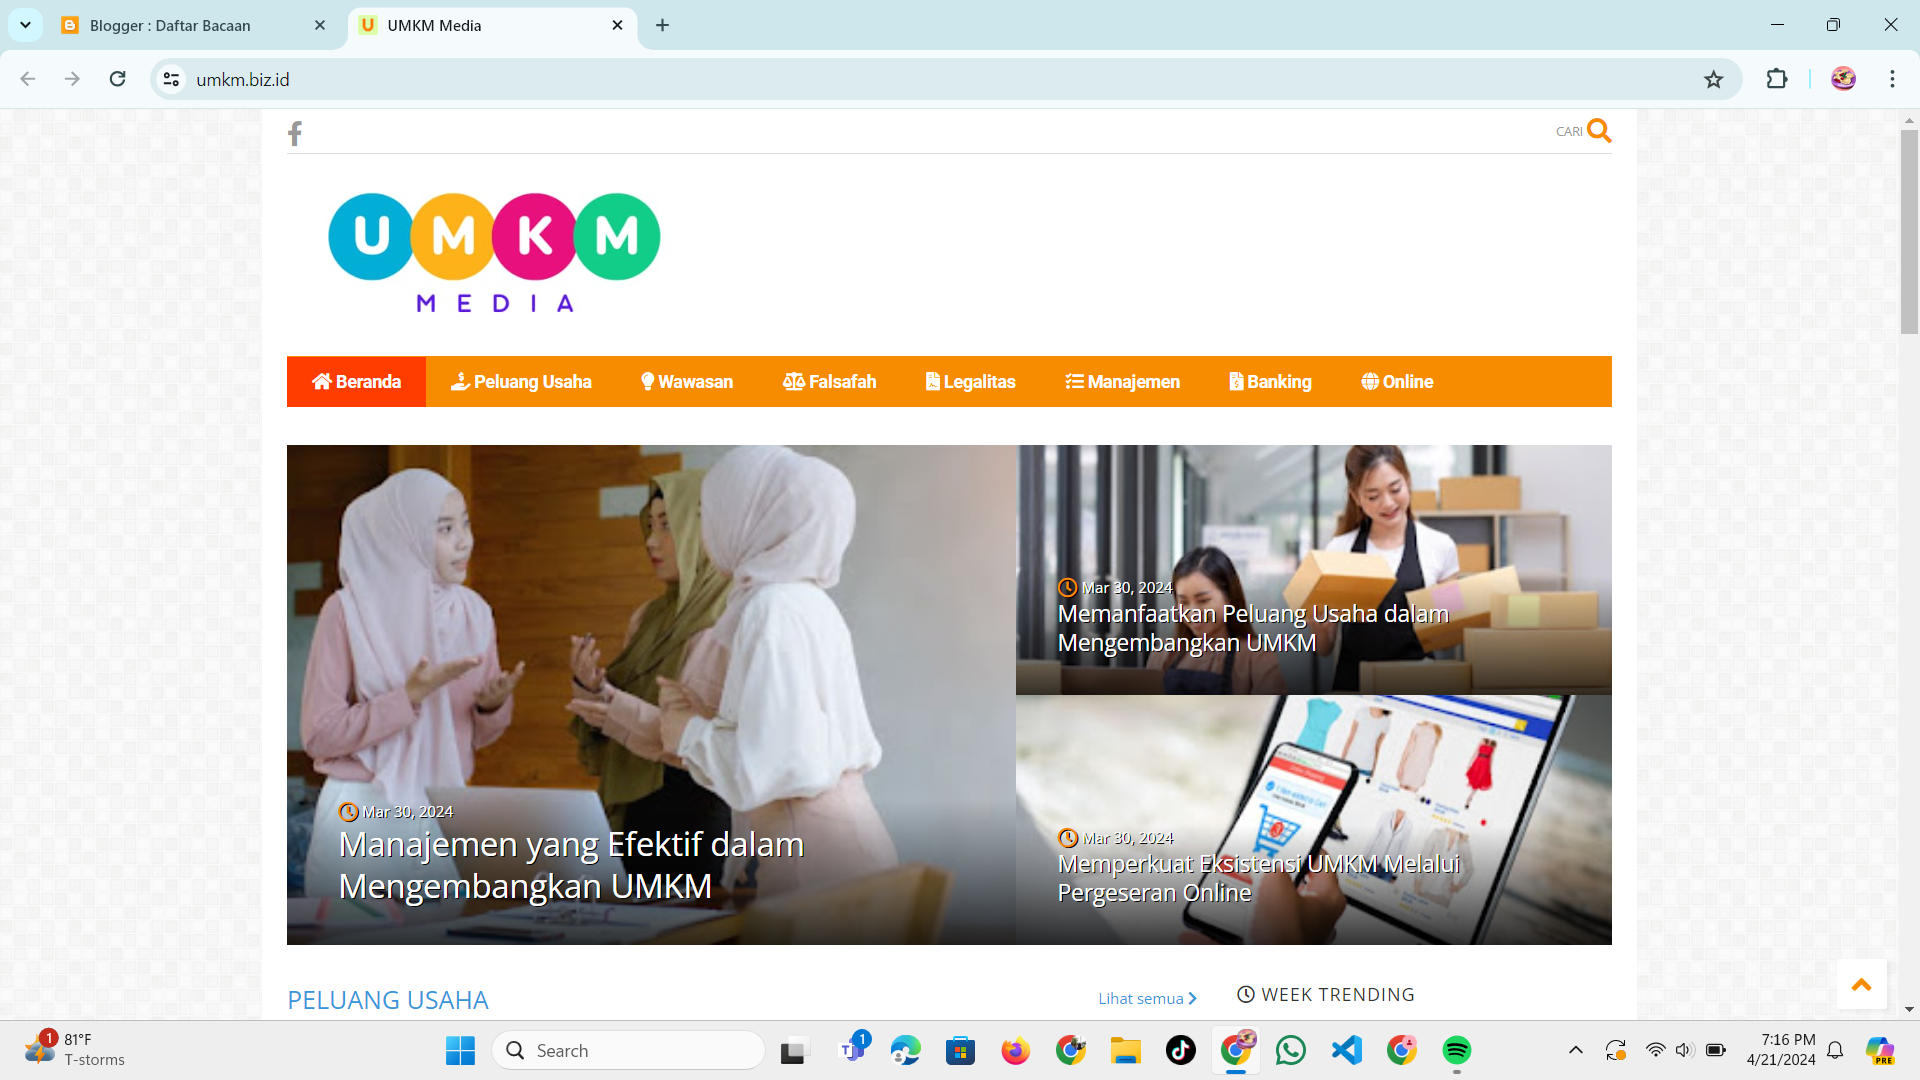 Blogger : Daftar Bacaan
UMKM Media
umkm.biz.id
CARI
UMKM
MEDIA
Beranda
Peluang Usaha
Wawasan
Falsafah
Legalitas
Manajemen
Banking
Online
Mar 30, 2024
Manajemen yang Efektif dalam
Mengembangkan UMKM
Mar 30, 2024
Memanfaatkan Peluang Usaha dalam
Mengembangkan UMKM
Mar 30, 2024
Memperkuat Eksistensi UMKM Melalui
Pergeseran Online
PELUANG USAHA
Lihat semua
WEEK TRENDING
1
81°F
T-storms
Search
1
7:16 PM
4/21/2024
PRE